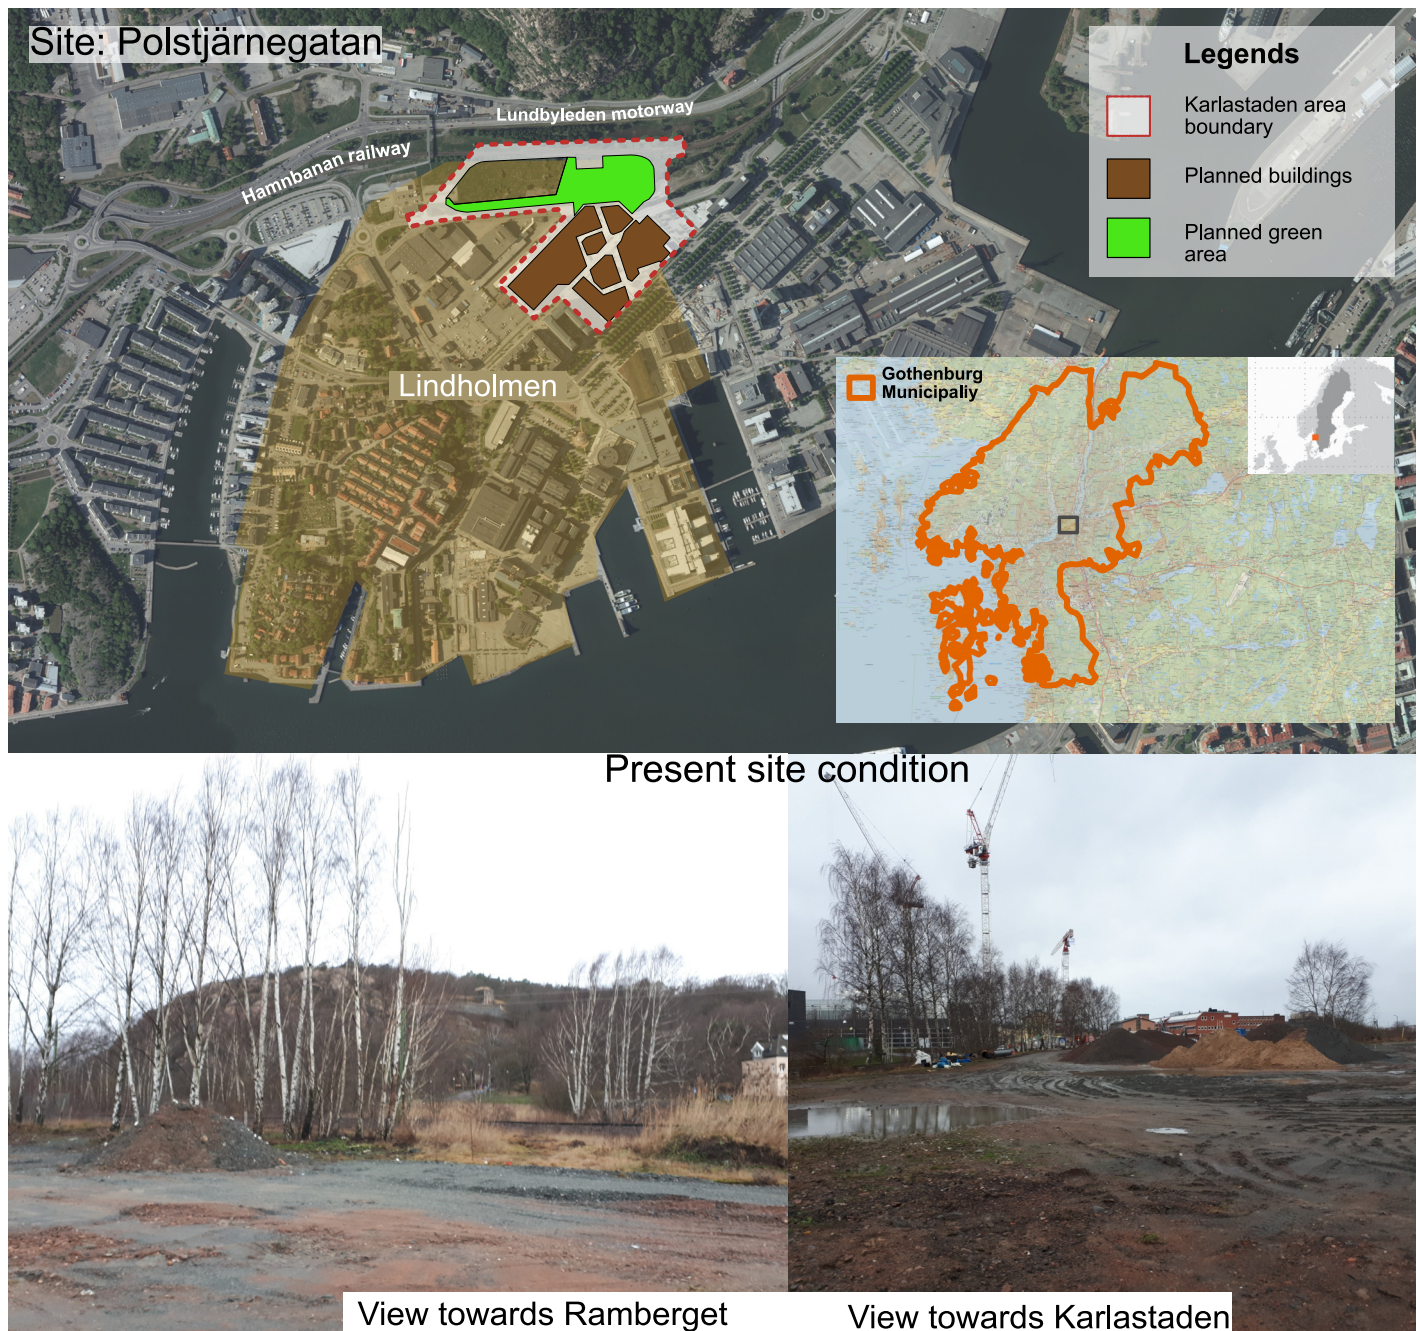 Site: Polstjärnegatan
Lundbyleden motorway
Hamnbanan railway
Lindholmen
Legends
Karlastaden area
boundary
Planned buildings
Planned green
area
Gothenburg
Municipaliy
Present site condition
View towards Ramberget
View towards Karlastaden